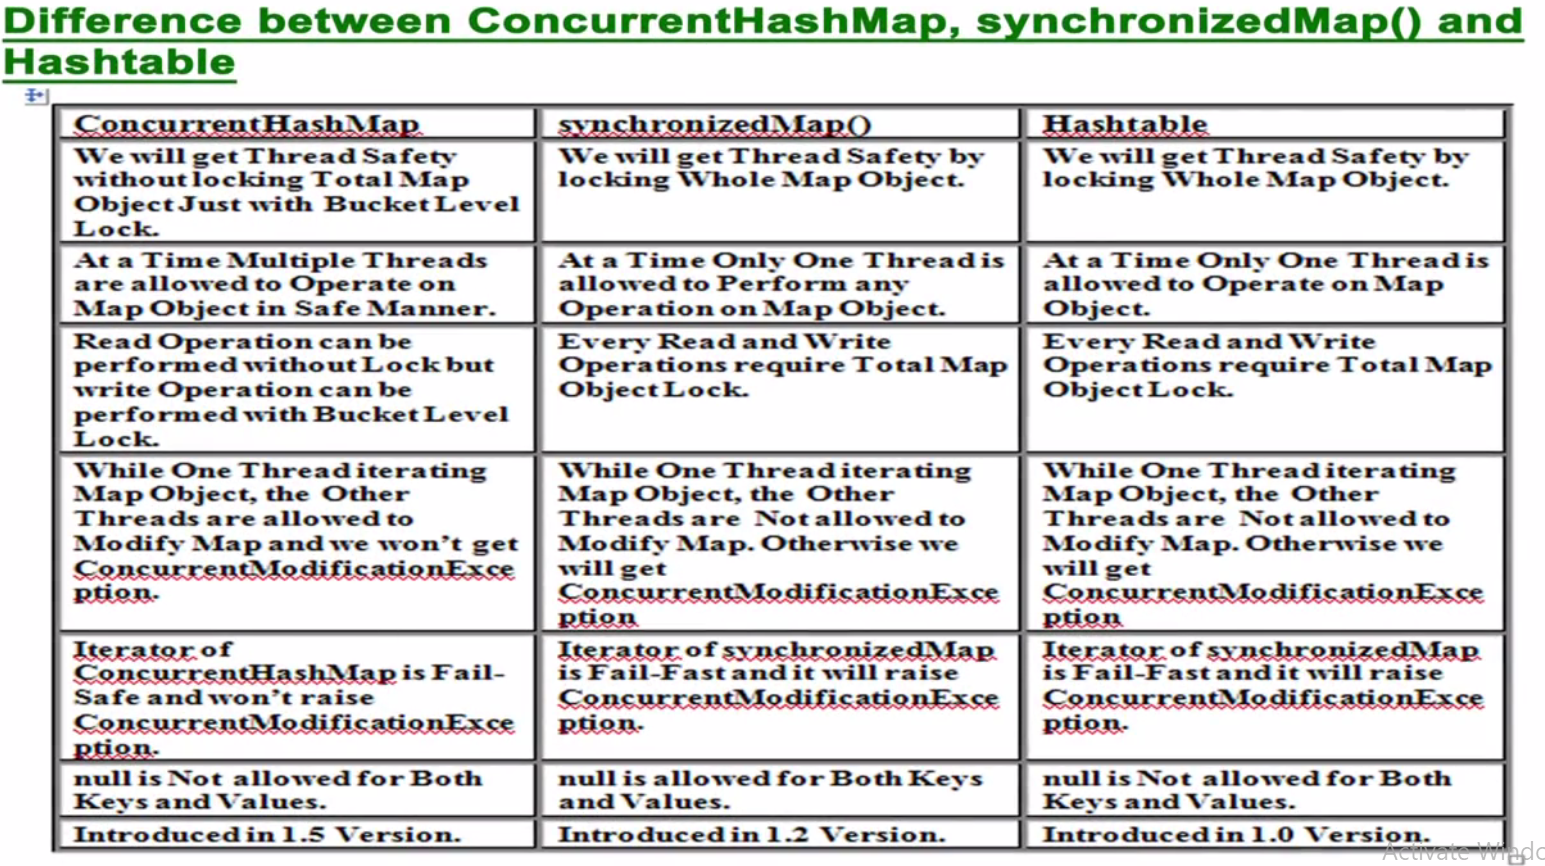 Difference between ConcurrentHashMap, synchronizedMap() and
Hashtable
ConcurrentHashMap
synchronizedMap()
Hashtable
We will get Thread Safety
without locking Total Map
Object Just with Bucket Level
Lock.
We will get Thread Safety by
locking Whole Map Object.
We will get Thread Safety by
locking Whole Map Object.
At a Time Multiple Threads
are allowed to Operate on
Map Object in Safe Manner.
At a Time Only One Thread is
allowed to Perform any
Operation on Map Object.
At a Time Only One Thread is
allowed to Operate on Map
Object.
Read Operation can be
performed without Lock but
write Operation can be
performed with Bucket Level
Lock.
Every Read and Write
Operations require Total Map
Object Lock.
Every Read and Write
Operations require Total Map
Object Lock.
While One Thread iterating
Map Object, the Other
Threads are allowed to
Modify Map and we won't get
ConcurrentModificationExce
ption.
While One Thread iterating
Map Object, the Other
Threads are Not allowed to
Modify Map. Otherwise we
will get
ConcurrentModificationExce
ption
While One Thread iterating
Map Object, the Other
Threads are Not allowed to
Modify Map. Otherwise we
will get
ConcurrentModificationExce
ption
Iterator of
ConcurrentHashMap is Fail-
Safe and won't raise
ConcurrentModificationExce
ption.
Iterator of synchronizedMap
is Fail-Fast and it will raise
ConcurrentModificationExce
ption.
Iterator of synchronizedMap
is Fail-Fast and it will raise
ConcurrentModificationExce
ption.
null is Not allowed for Both
Keys and Values.
null is allowed for Both Keys
and Values.
null is Not allowed for Both
Keys and Values.
Introduced in 1.5 Version.
Introduced in 1.2 Version.
Introduced in 1.0 Version.
Activate Windo